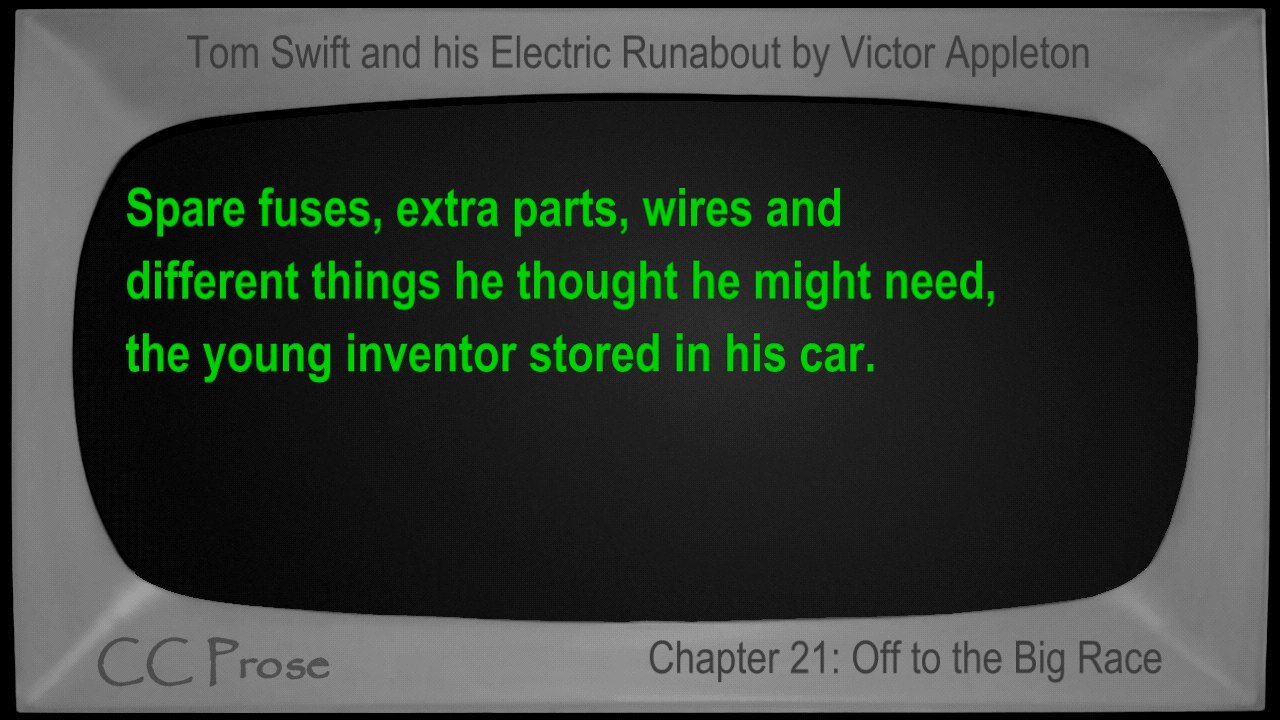 Tom Swift and his Electric Runabout by Victor Appleton
Spare fuses, extra parts, wires and
different things he thought he might need,
the young inventor stored in his car.
CC Prose
Chapter 21: Off to the Big Race